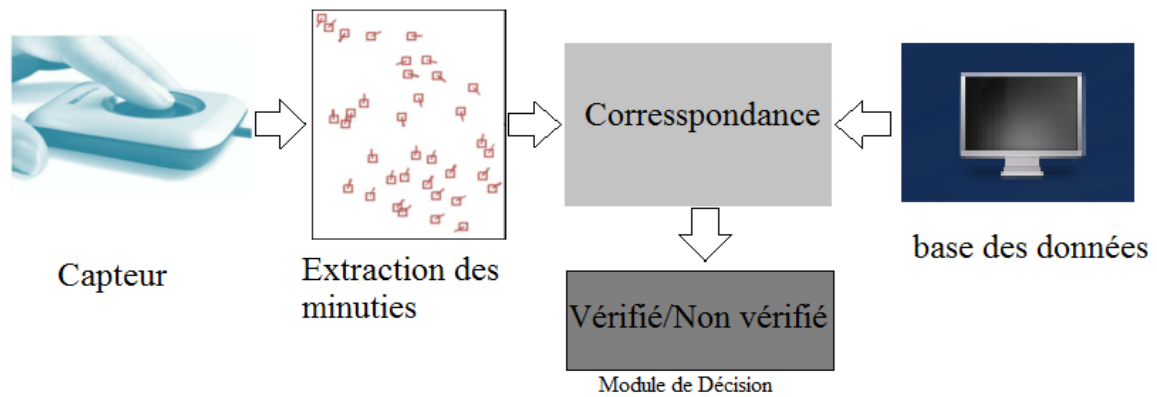 Capteur
Extraction des
minuties
Corresspondance
base des données
Vérifié/Non vérifié
Module de Décision